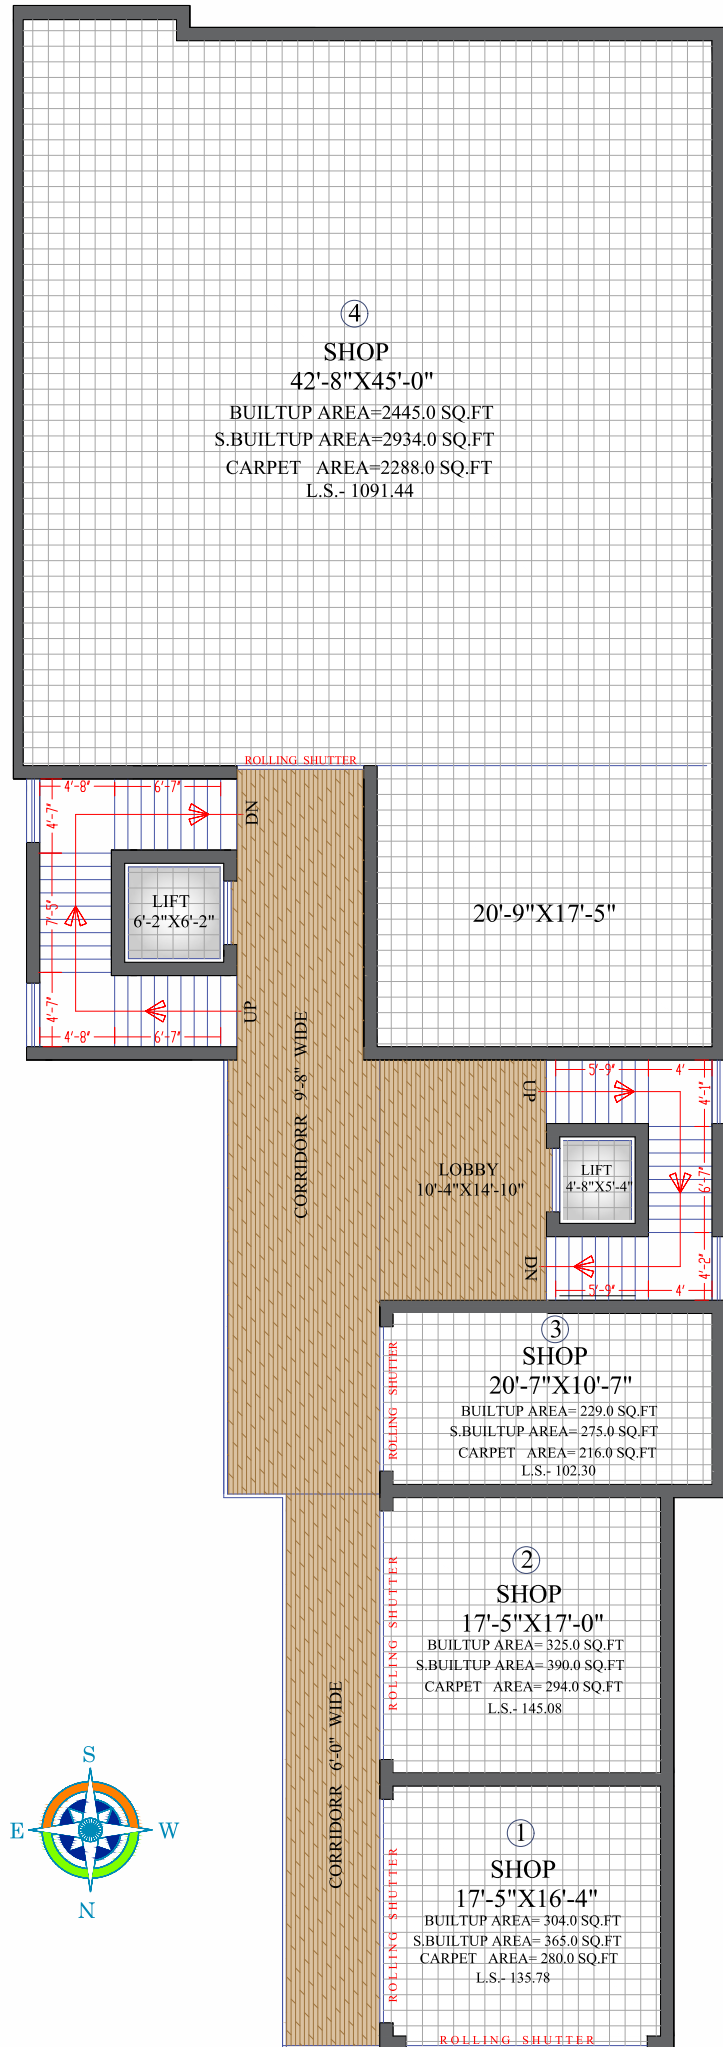 4
SHOP
42'-8"X45'-0"
BUILTUP AREA=2445.0 SQ.FT
S.BUILTUP AREA=2934.0 SQ.FT
CARPET AREA=2288.0 SQ.FT
L.S.- 1091.44
ROLLING SHUTTER
4'-8"
6'-7"
4'-7"
DN
LIFT
6'-2"X6'-2"
7'-5"
20'-9"X17'-5"
4'-7"
UP
4'-8"
6'-7"
CORRIDORR 9'-8" WIDE
5'-9"
4'
UP
4'-1"
LOBBY
10'-4"X14'-10"
LIFT
4'-8"X5'-4"
6'-7"
DN
4'-2"
5'-9"
4'
3
SHOP
20'-7"X10'-7"
BUILTUP AREA= 229.0 SQ.FT
S.BUILTUP AREA= 275.0 SQ.FT
CARPET AREA= 216.0 SQ.FT
L.S.- 102.30
ROLLING SHUTTER
2
SHOP
17'-5"X17'-0"
BUILTUP AREA= 325.0 SQ.FT
S.BUILTUP AREA= 390.0 SQ.FT
CARPET AREA= 294.0 SQ.FT
L.S.- 145.08
ROLLING SHUTTER
CORRIDORR 6'-0" WIDE
S
E
W
N
1
SHOP
17'-5"X16'-4"
BUILTUP AREA= 304.0 SQ.FT
S.BUILTUP AREA= 365.0 SQ.FT
CARPET AREA= 280.0 SQ.FT
L.S.- 135.78
ROLLING SHUTTER
ROLLING SHUTTER